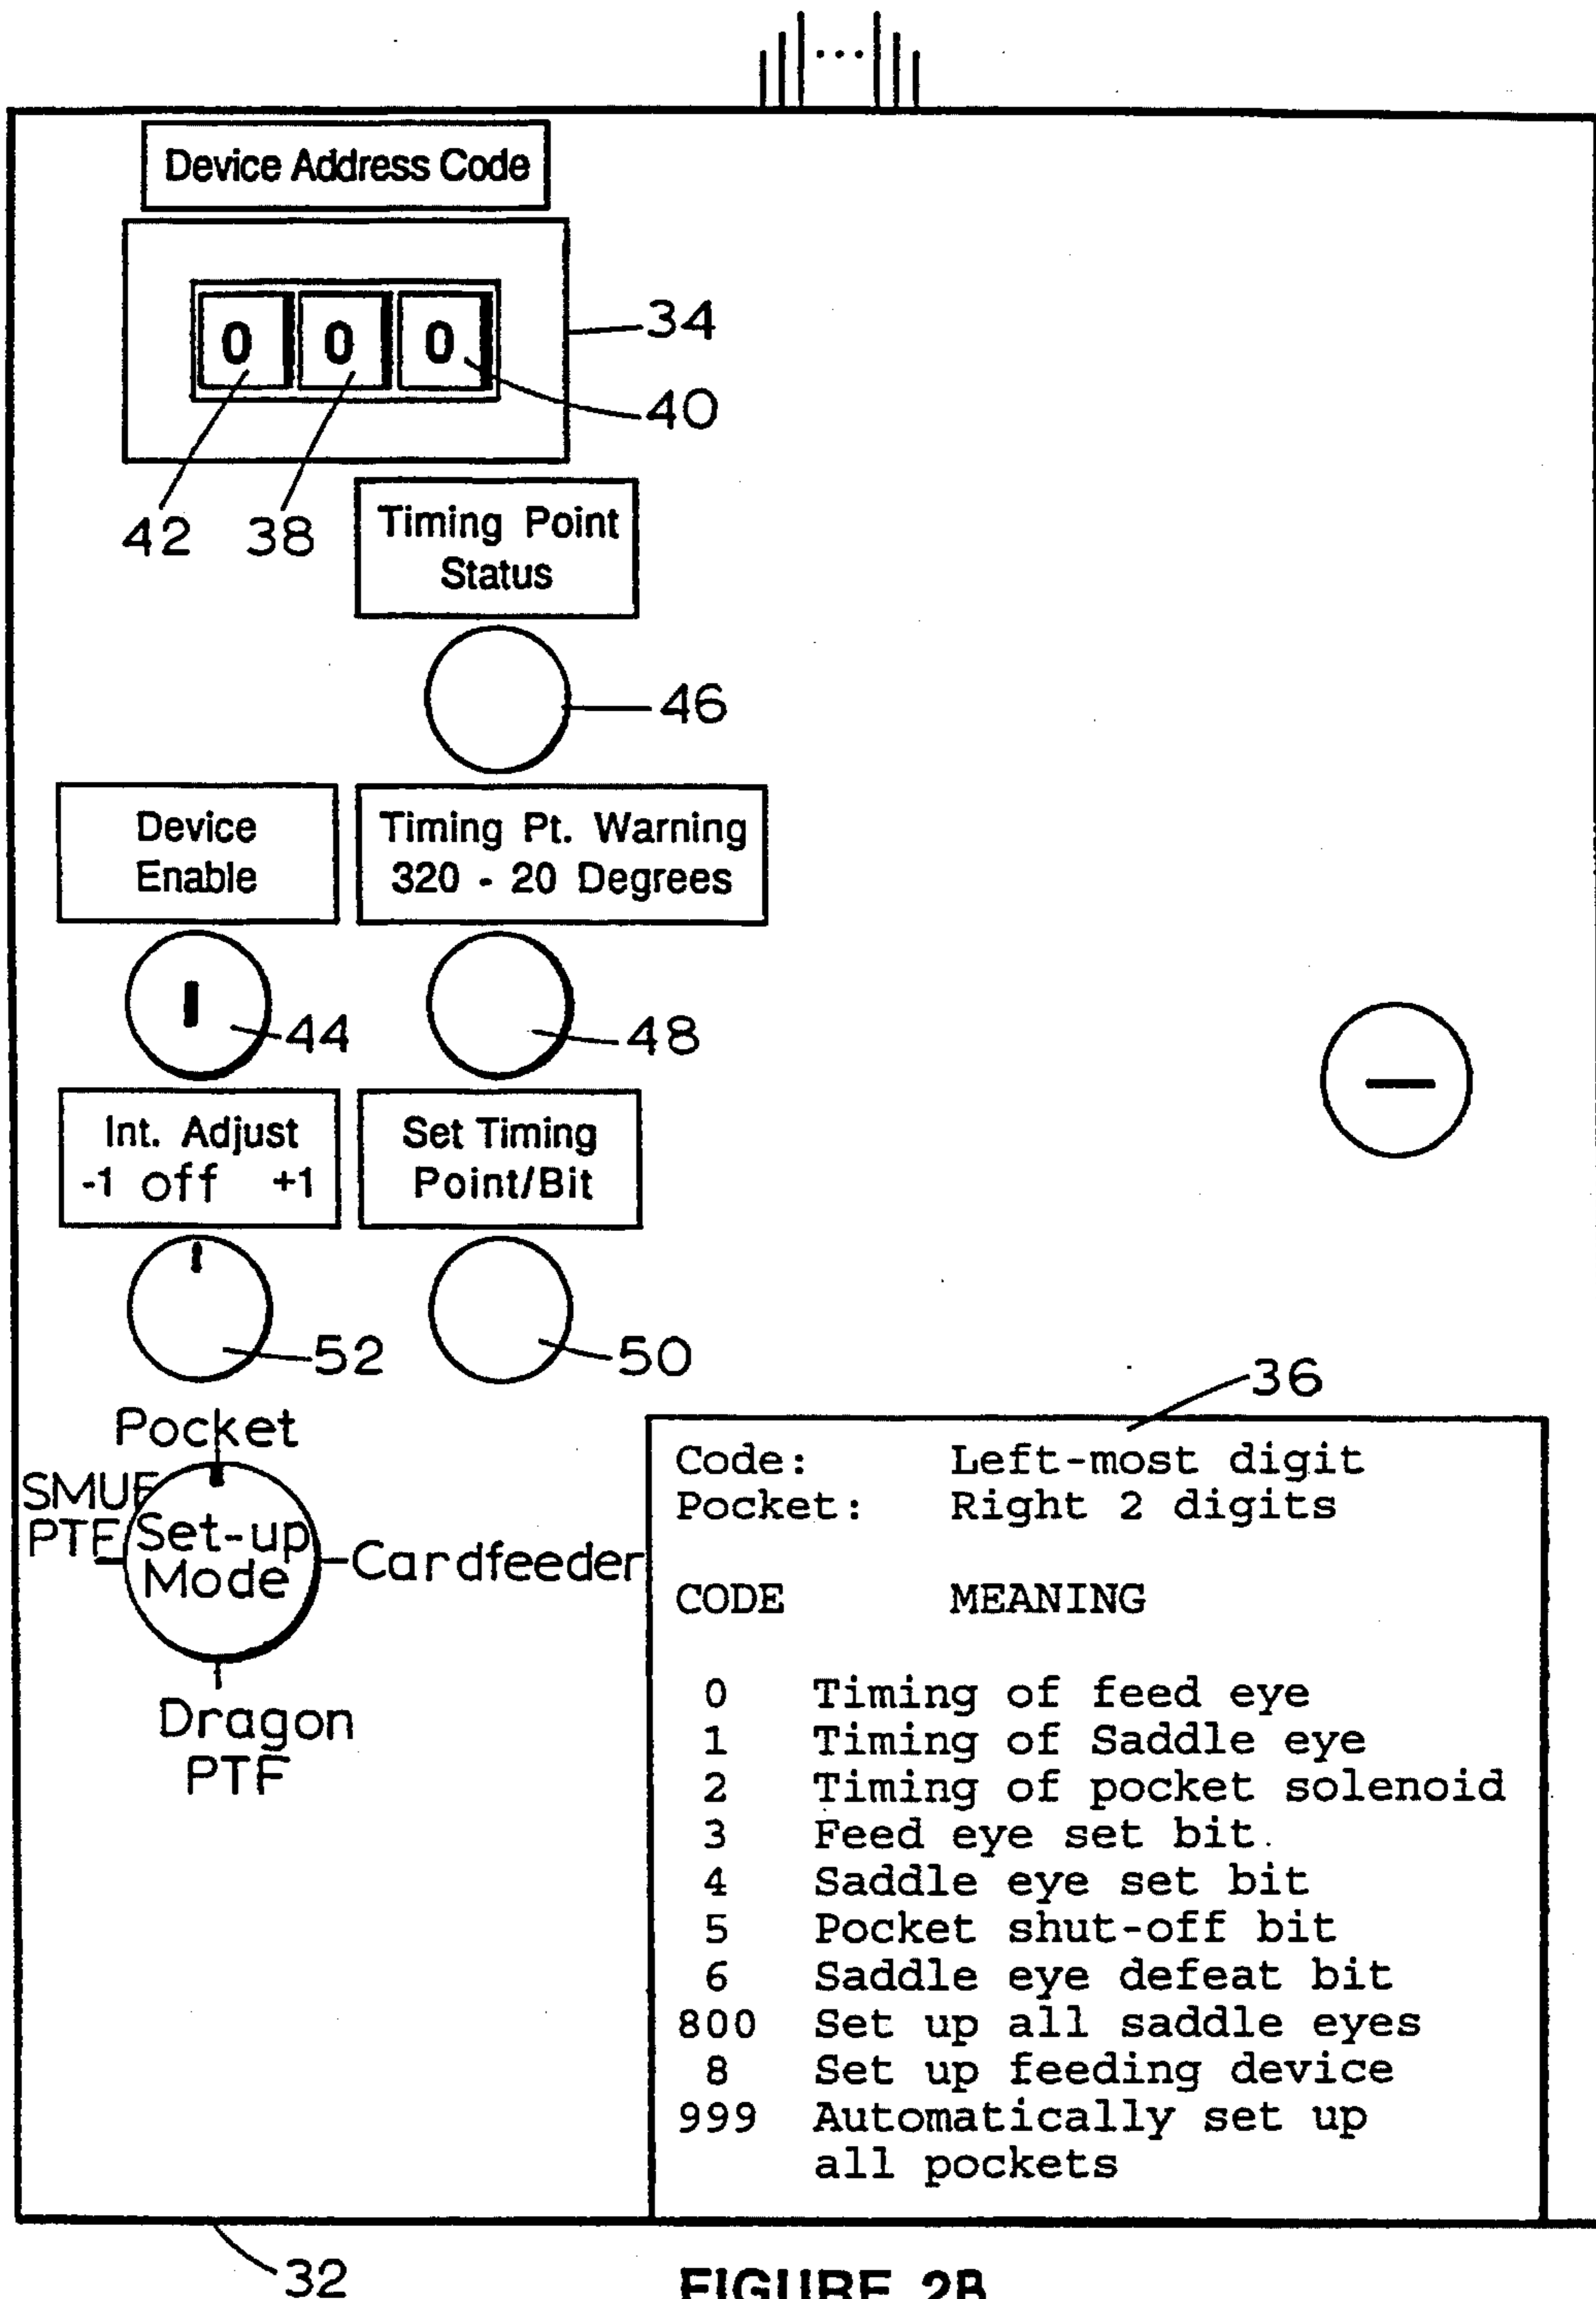 Device Address Code
0 0 0
34
40
42 38
Timing Point
Status
46
Device
Enable
Timing Pt. Warning
320 - 20 Degrees
44
48
Int. Adjust
-1 off +1
Set Timing
Point/Bit
52
50
Pocket
SMUF
PTF
Set-up
Mode
Cardfeeder
Dragon
PTF
36
Code: Left-most digit
Pocket: Right 2 digits
CODE MEANING
0 Timing of feed eye
1 Timing of Saddle eye
2 Timing of pocket solenoid
3 Feed eye set bit.
4 Saddle eye set bit
5 Pocket shut-off bit
6 Saddle eye defeat bit
800 Set up all saddle eyes
8 Set up feeding device
999 Automatically set up
all pockets
32
FIGURE 2B